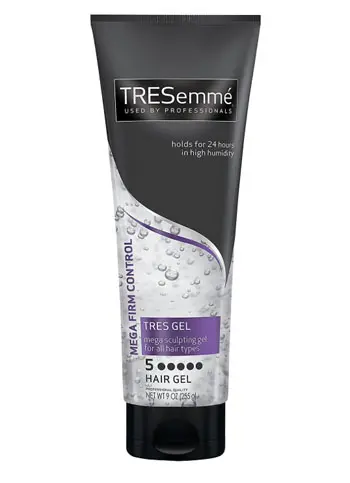 TRESemmé
USED BY PROFESSIONALS
holds for 24 hours
in high humidity
MEGA FIRM CONTROL
TRES GEL
mega sculpting gel
for all hair types
5 ●●●●●
HAIR GEL
PROFESSIONAL QUALITY
NET WT 9 OZ (255 g)